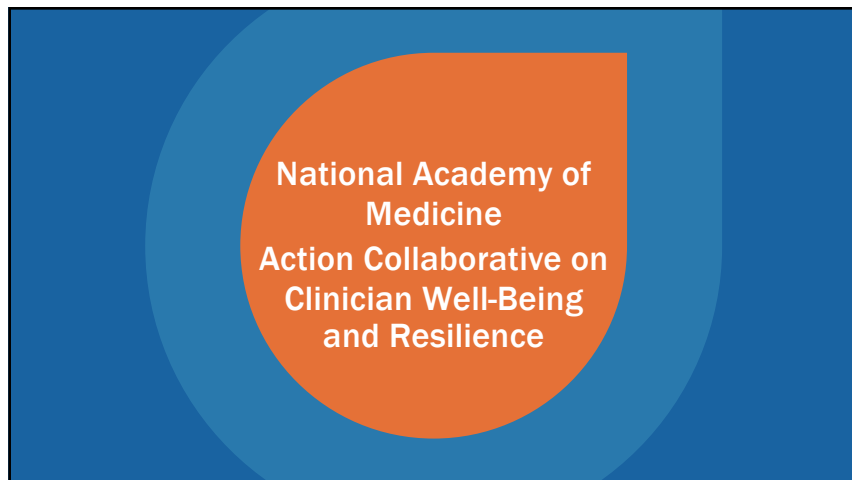 National Academy of
Medicine
Action Collaborative on
Clinician Well-Being
and Resilience